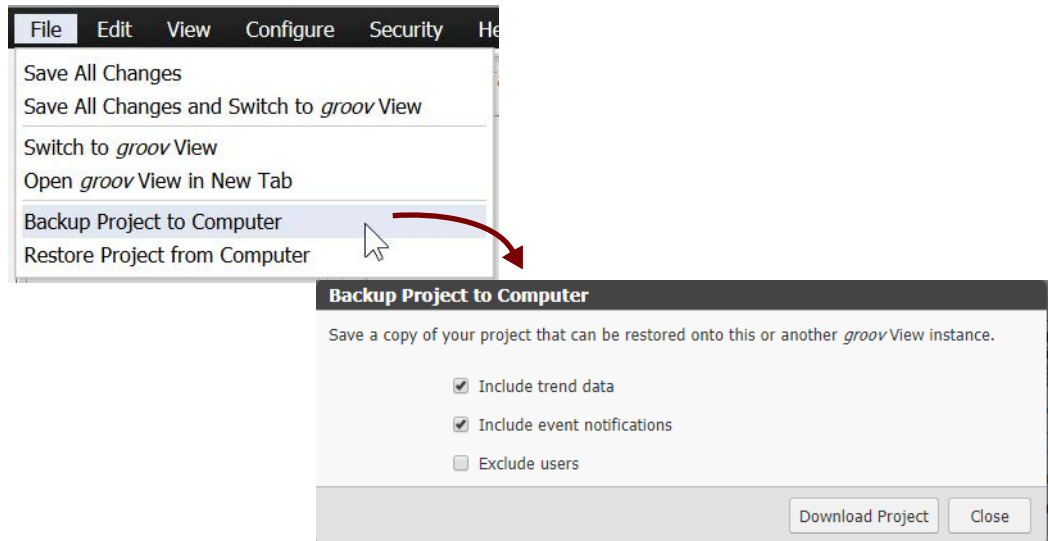 File Edit View Configure Security He
Save All Changes
Save All Changes and Switch to groov View
Switch to groov View
Open groov View in New Tab
Backup Project to Computer
Restore Project from Computer
Backup Project to Computer
Save a copy of your project that can be restored onto this or another groov View instance.
Include trend data
Include event notifications
Exclude users
Download Project Close